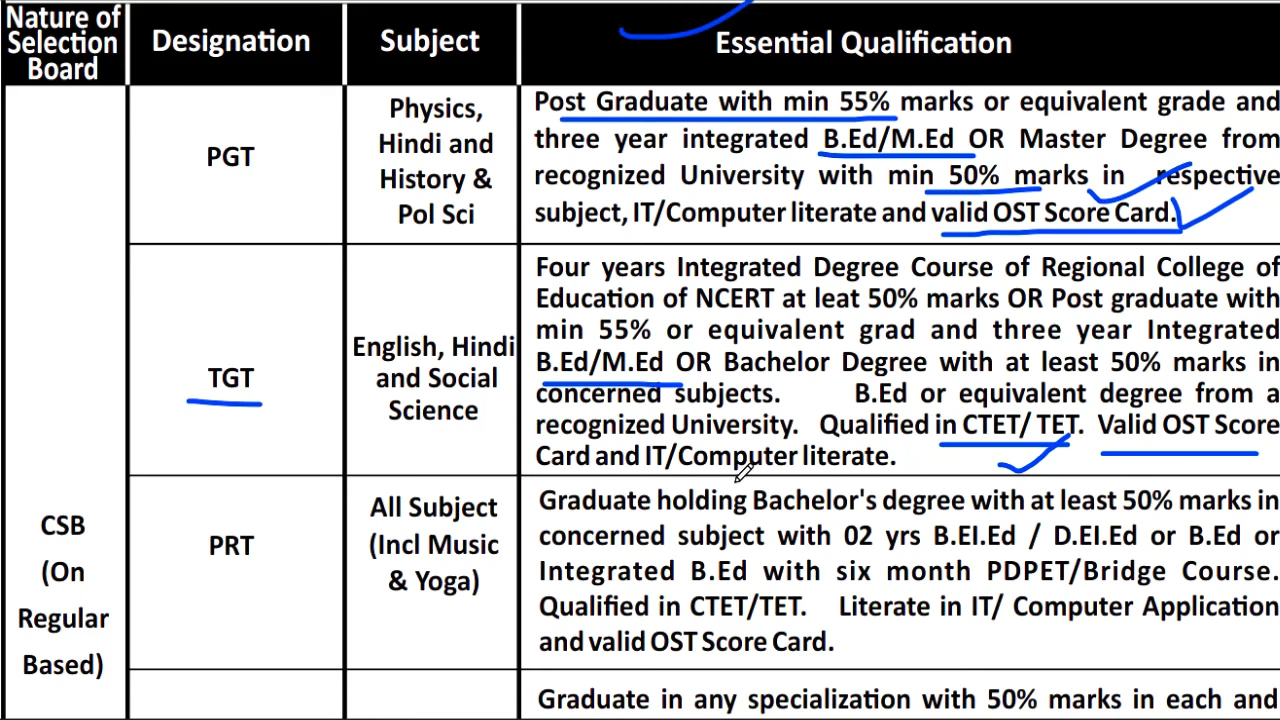 Nature of
Selection
Board
Designation
Subject
Essential Qualification
PGT
Physics,
Hindi and
History &
Pol Sci
Post Graduate with min 55% marks or equivalent grade and
three year integrated B.Ed/M.Ed OR Master Degree from
recognized University with min 50% marks in respective
subject, IT/Computer literate and valid OST Score Card.
TGT
English, Hindi
and Social
Science
Four years Integrated Degree Course of Regional College of
Education of NCERT at leat 50% marks OR Post graduate with
min 55% or equivalent grad and three year Integrated
B.Ed/M.Ed OR Bachelor Degree with at least 50% marks in
concerned subjects. B.Ed or equivalent degree from a
recognized University. Qualified in CTET/ TET. Valid OST Score
Card and IT/Computer literate.
CSB
(On
Regular
Based)
PRT
All Subject
(Incl Music
& Yoga)
Graduate holding Bachelor's degree with at least 50% marks in
concerned subject with 02 yrs B.EI.Ed / D.EI.Ed or B.Ed or
Integrated B.Ed with six month PDPET/Bridge Course.
Qualified in CTET/TET. Literate in IT/ Computer Application
and valid OST Score Card.
Graduate in any specialization with 50% marks in each and